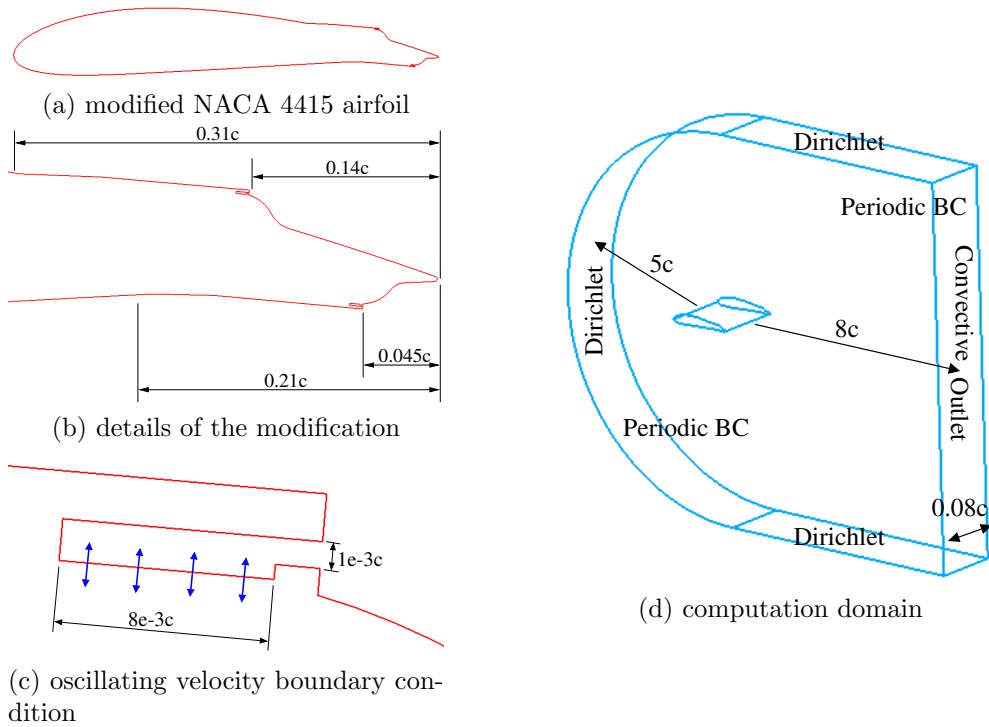 (a) modified NACA 4415 airfoil
0.31c
0.14c
0.045c
0.21c
(b) details of the modification
1e-3c
8e-3c
(c) oscillating velocity boundary con-
dition
Dirichlet
Periodic BC
5c
Dirichlet
8c
Convective Outlet
Periodic BC
0.08c
Dirichlet
(d) computation domain